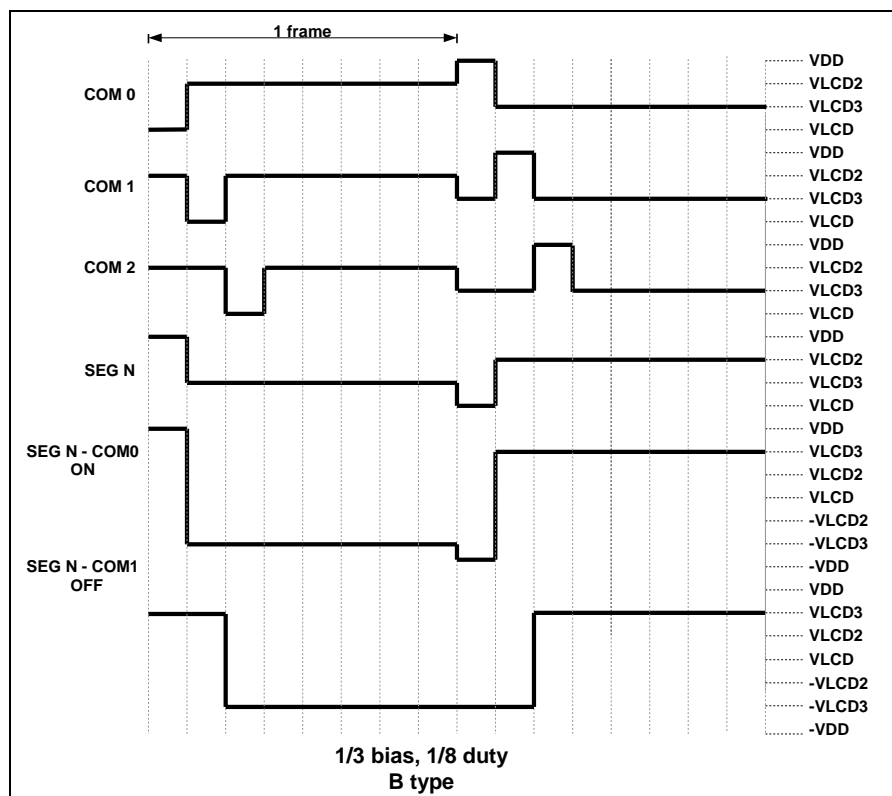 1 frame
COM 0
VDD
VLCD2
VLCD3
VLCD
COM 1
VDD
VLCD2
VLCD3
VLCD
COM 2
VDD
VLCD2
VLCD3
VLCD
SEG N
VDD
VLCD2
VLCD3
VLCD
SEG N - COM0
ON
VDD
VLCD3
VLCD2
VLCD
-VLCD2
-VLCD3
-VDD
SEG N - COM1
OFF
VDD
VLCD3
VLCD2
VLCD
-VLCD2
-VLCD3
-VDD
1/3 bias, 1/8 duty
B type